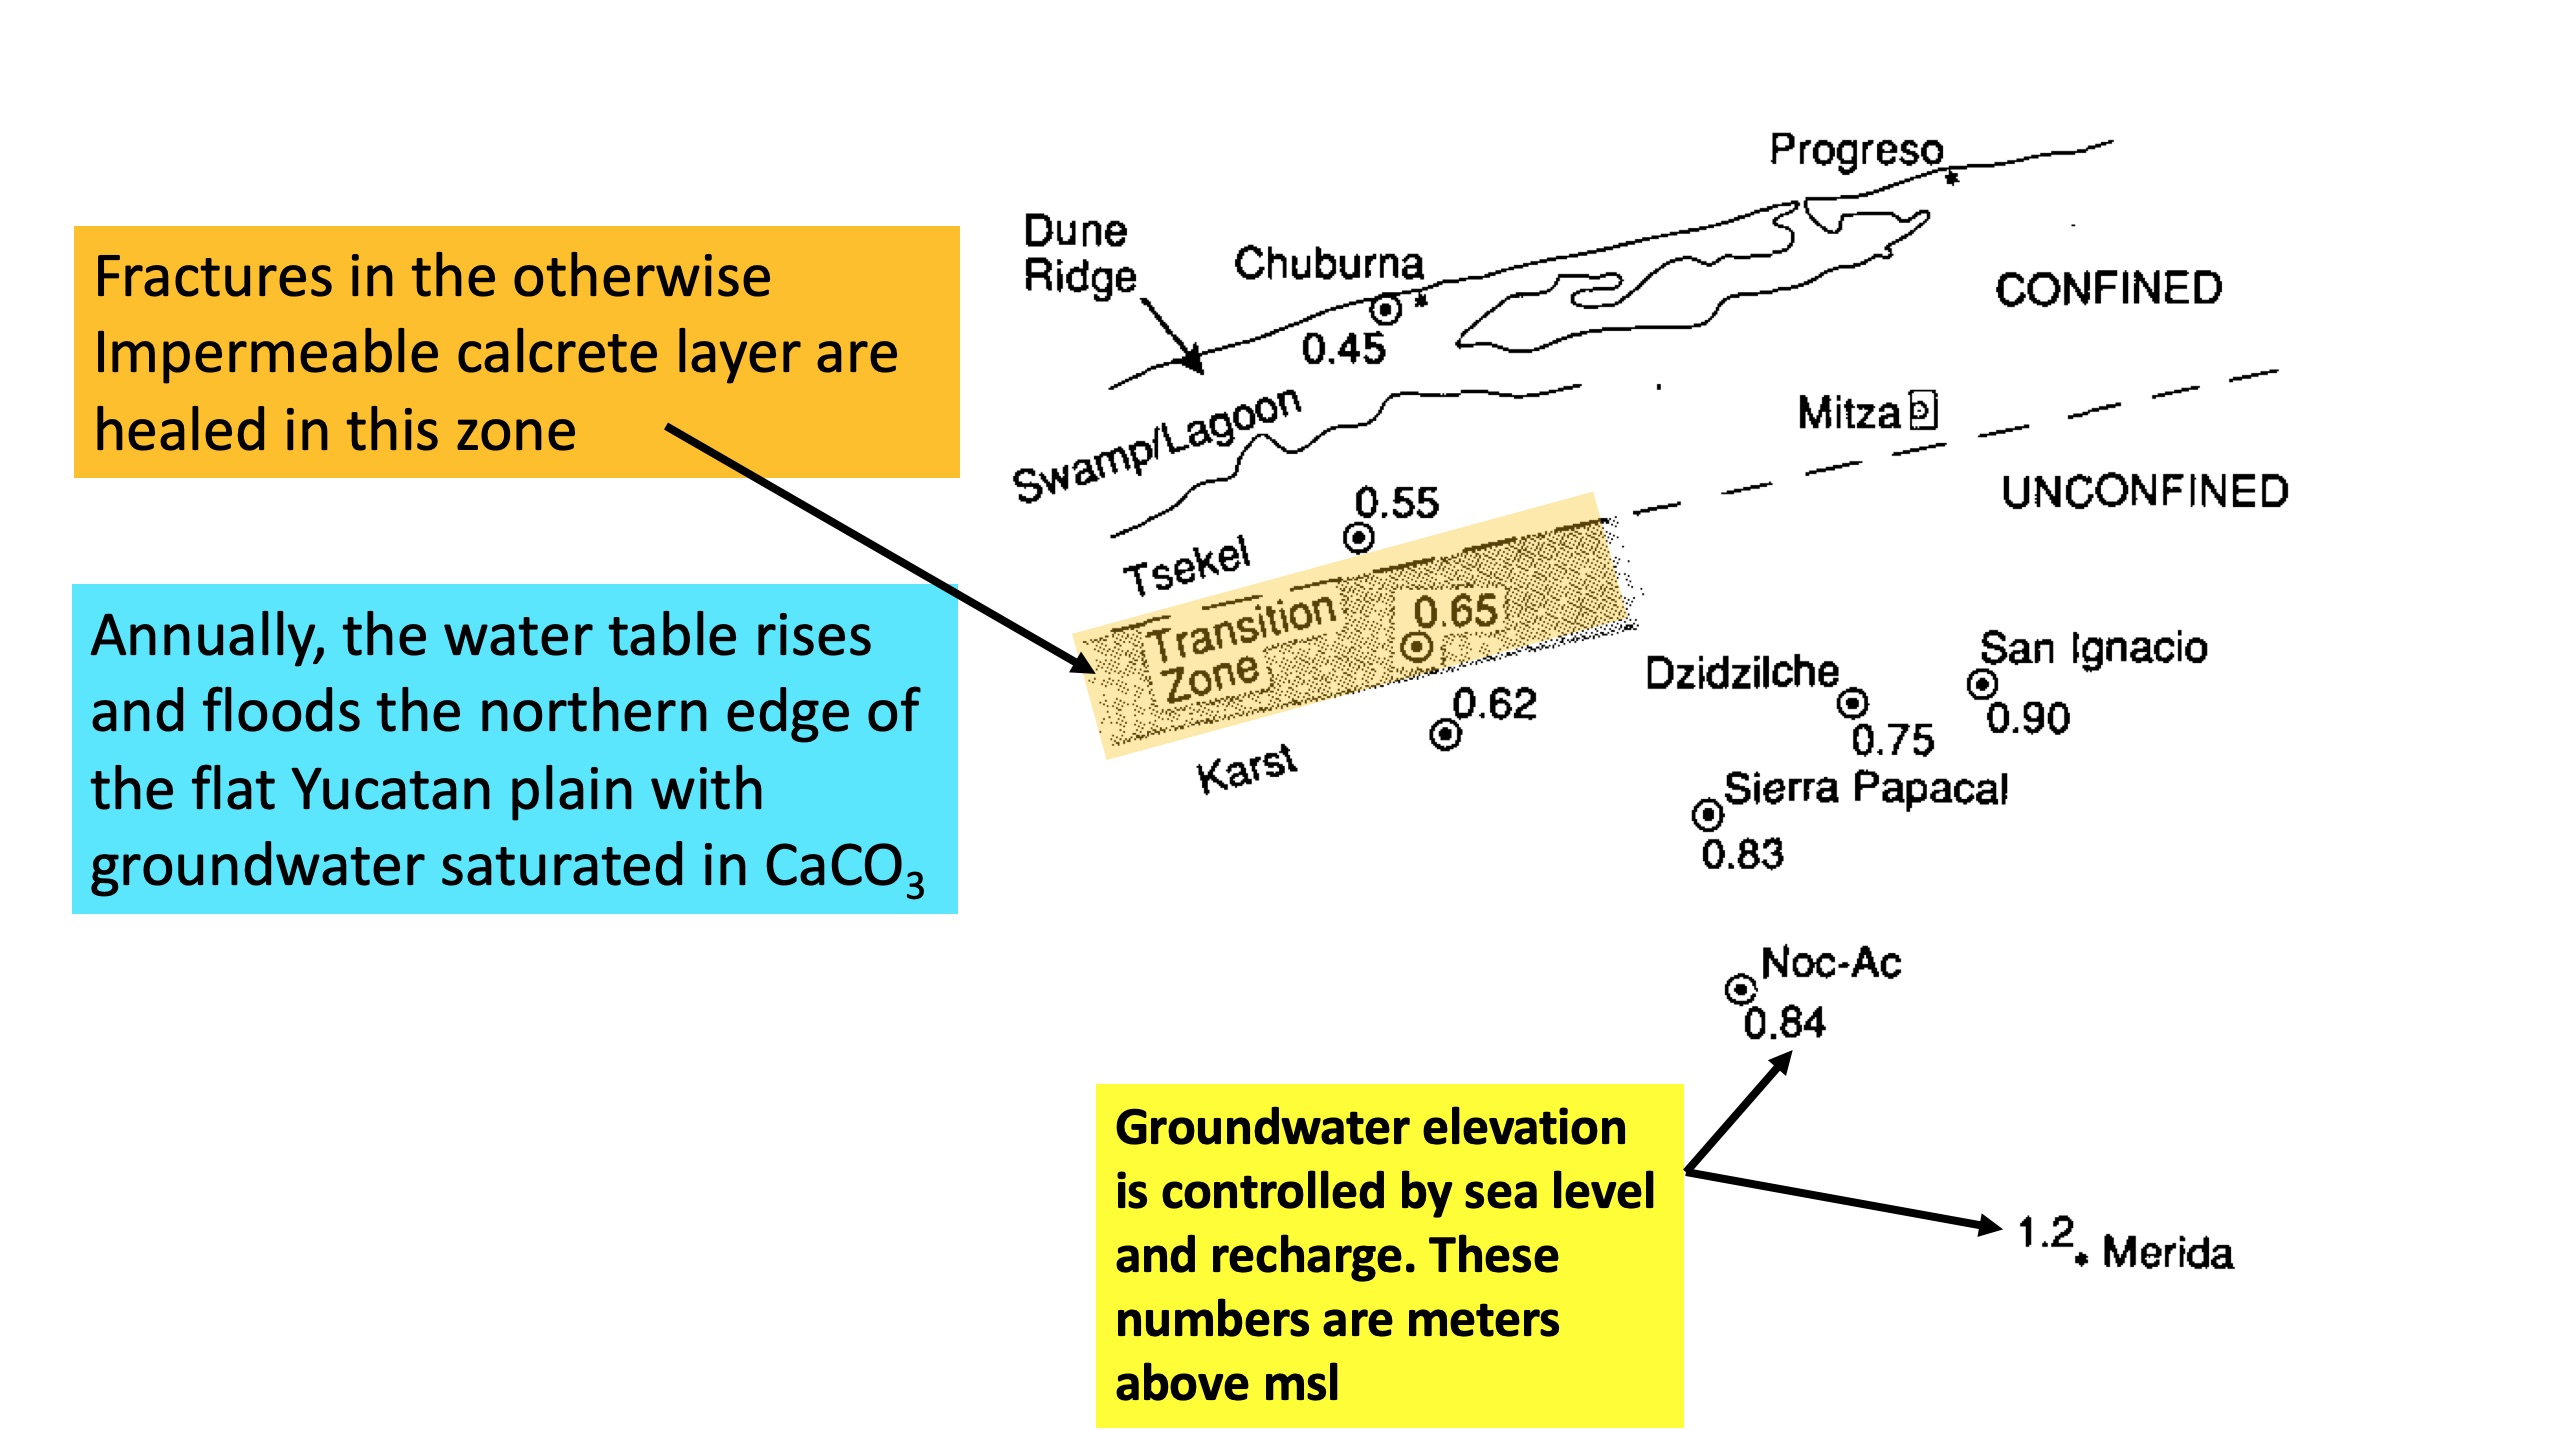 Fractures in the otherwise
Impermeable calcrete layer are
healed in this zone
Annually, the water table rises
and floods the northern edge of
the flat Yucatan plain with
groundwater saturated in CaCO₃
Progreso
Dune
Ridge
Chuburna
0.45
CONFINED
Swamp/Lagoon
Mitza
UNCONFINED
0.55
Tsekel
Transition
Zone
0.65
0.62
Karst
Dzidzilche
0.75
San Ignacio
0.90
Sierra Papacal
0.83
Noc-Ac
0.84
Groundwater elevation
is controlled by sea level
and recharge. These
numbers are meters
above msl
1.2
Merida